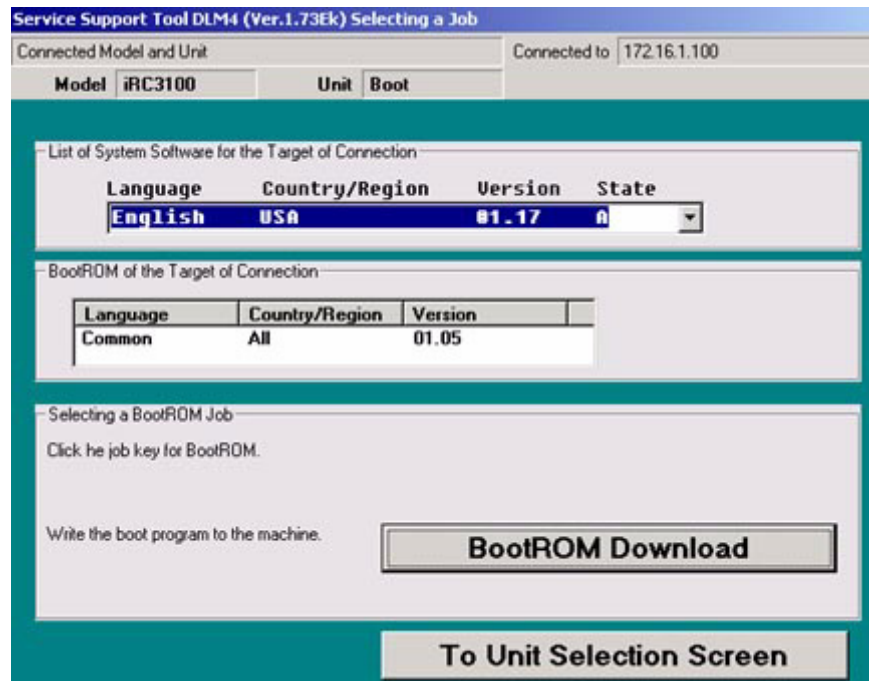 Service Support Tool DLM4 (Ver.1.73Ek) Selecting a Job
Connected Model and Unit Connected to 172.16.1.100
Model iRC3100 Unit Boot
List of System Software for the Target of Connection
Language Country/Region Version State
English USA 01.17 A
BootROM of the Target of Connection
Language Country/Region Version
Common All 01.05
Selecting a BootROM Job
Click he job key for BootROM.
Write the boot program to the machine. BootROM Download
To Unit Selection Screen